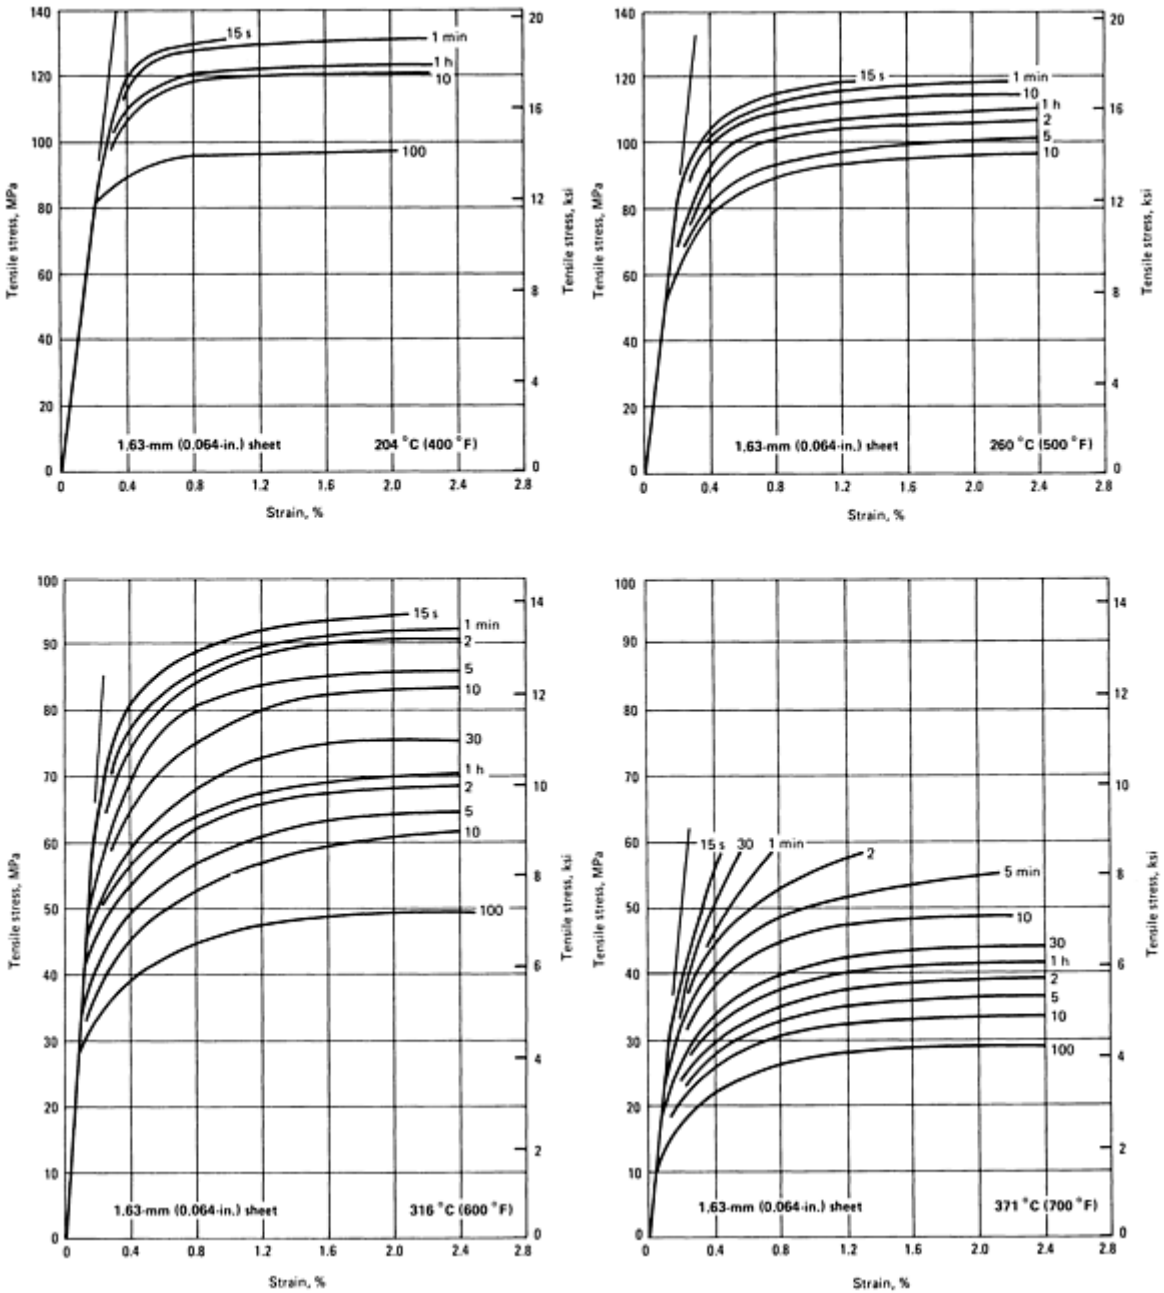 140
120
100
80
60
40
20
0
Tensile stress, MPa
15 s
1 min
1 h
10
100
20
16
12
8
4
0
Tensile stress, ksi
1.63-mm (0.064-in.) sheet
204 °C (400 °F)
0 0.4 0.8 1.2 1.6 2.0 2.4 2.8
Strain, %
140
120
100
80
60
40
20
0
Tensile stress, MPa
15 s
1 min
10
1 h
2
5
10
20
16
12
8
4
0
Tensile stress, ksi
1.63-mm (0.064-in.) sheet
260 °C (500 °F)
0 0.4 0.8 1.2 1.6 2.0 2.4 2.8
Strain, %
100
90
80
70
60
50
40
30
20
10
0
Tensile stress, MPa
15 s
1 min
2
5
10
30
1 h
2
5
10
100
14
12
10
8
6
4
2
0
Tensile stress, ksi
1.63-mm (0.064-in.) sheet
316 °C (600 °F)
0 0.4 0.8 1.2 1.6 2.0 2.4 2.8
Strain, %
100
90
80
70
60
50
40
30
20
10
0
Tensile stress, MPa
15 s 30 1 min
2
5 min
10
30
1 h
2
5
10
100
14
12
10
8
6
4
2
0
Tensile stress, ksi
1.63-mm (0.064-in.) sheet
371 °C (700 °F)
0 0.4 0.8 1.2 1.6 2.0 2.4 2.8
Strain, %